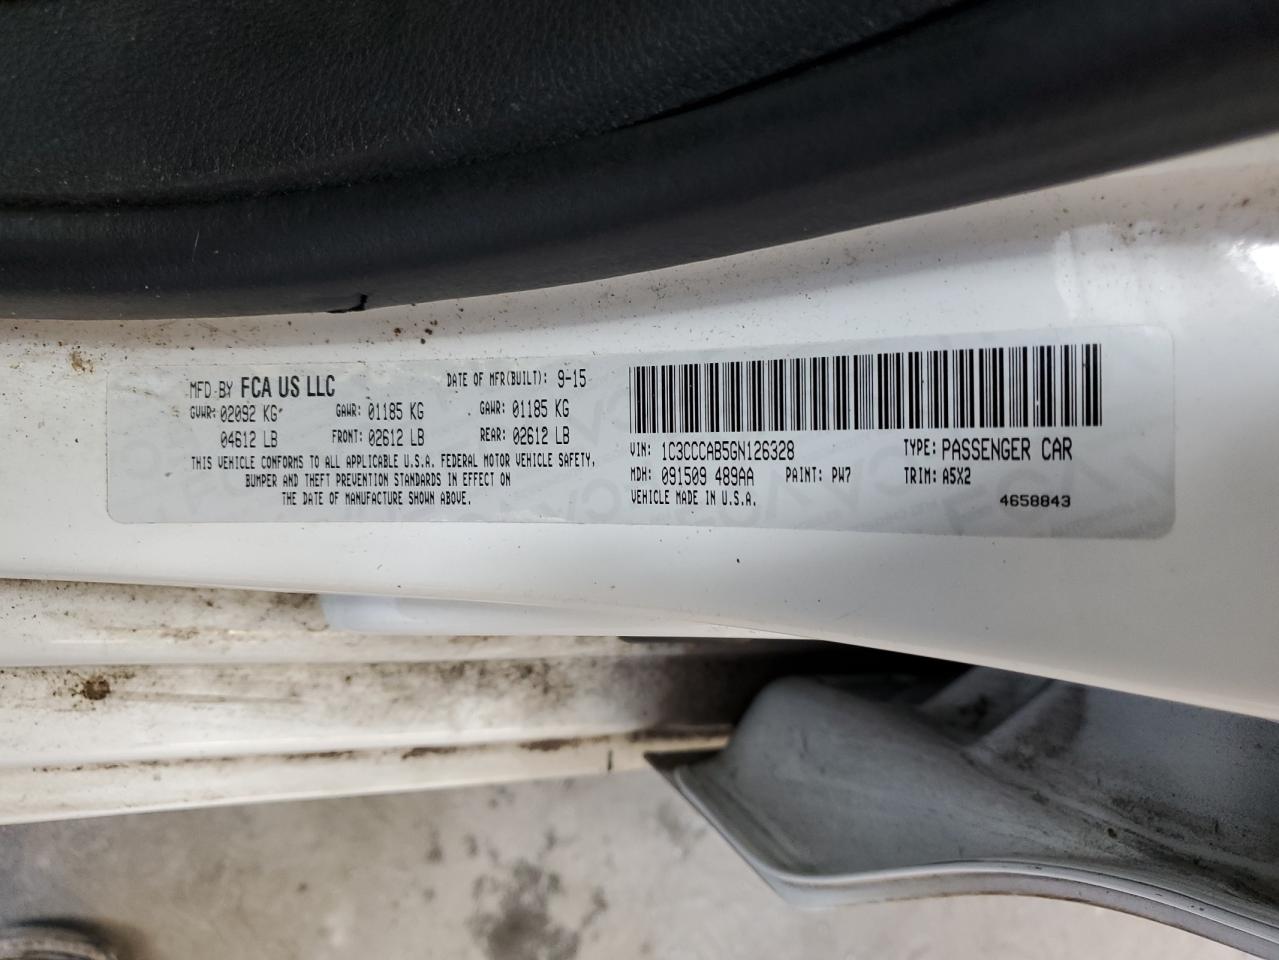 MFD BY FCA US LLC DATE OF MFR(BUILT): 9-15
GVWR: 02092 KG GAWR: 01185 KG GAWR: 01185 KG
04612 LB FRONT: 02612 LB REAR: 02612 LB
THIS VEHICLE CONFORMS TO ALL APPLICABLE U.S.A. FEDERAL MOTOR VEHICLE SAFETY,
BUMPER AND THEFT PREVENTION STANDARDS IN EFFECT ON
THE DATE OF MANUFACTURE SHOWN ABOVE.
VIN: 1C3CCCAB5GN126328 TYPE: PASSENGER CAR
MDH: 091509 489AA PAINT: PW7 TRIM: A5X2
VEHICLE MADE IN U.S.A. 4658843